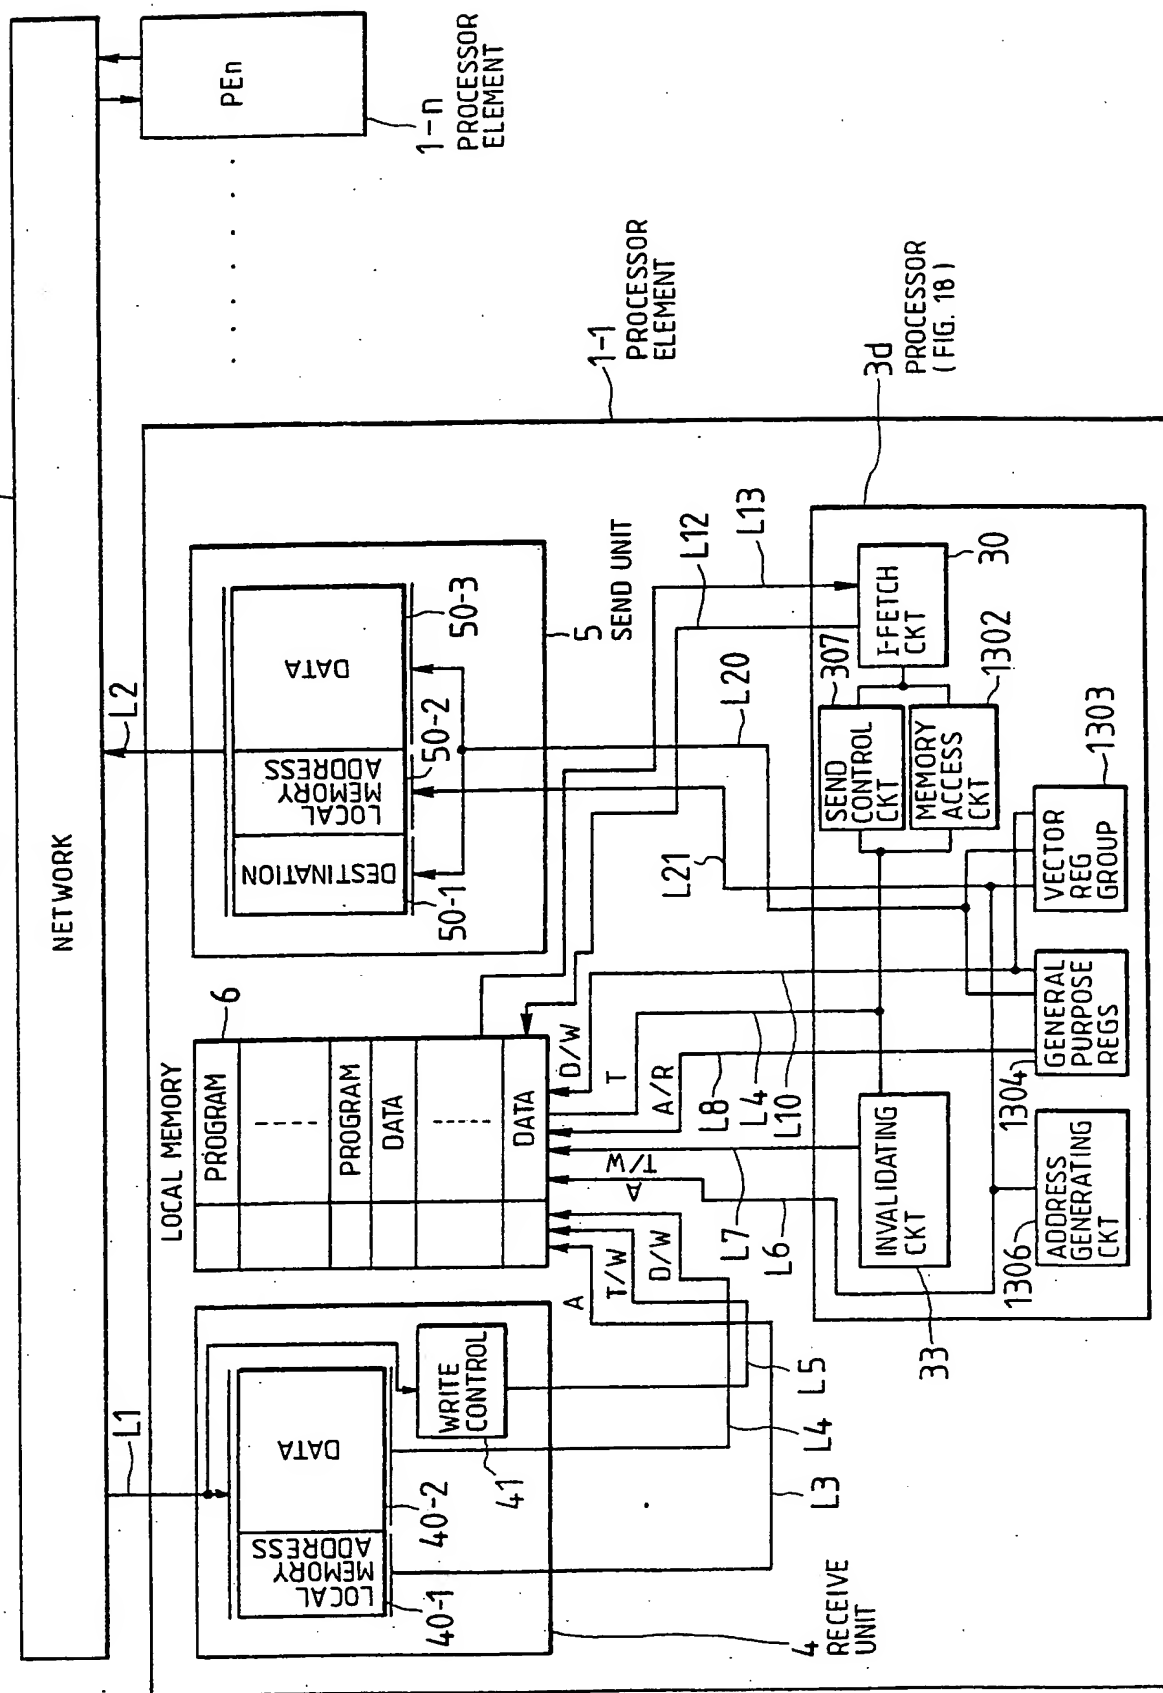 NETWORK
L1
L2
PEn
1-n
PROCESSOR
ELEMENT
LOCAL MEMORY
6
PROGRAM
PROGRAM
DATA
DATA
LOCAL
MEMORY
ADDRESS
DATA
40-1
40-2
WRITE
CONTROL
41
4
RECEIVE
UNIT
DESTINATION
LOCAL
MEMORY
ADDRESS
DATA
50-1
50-2
50-3
5
SEND UNIT
1-1
PROCESSOR
ELEMENT
A
T/W
D/W
A
T/W
A/R
T
D/W
L3
L4
L5
L6
L7
L8
L4
L10
L21
L20
L12
L13
3d
PROCESSOR
(FIG. 18)
INVALIDATING
CKT
33
SEND
CONTROL
CKT
307
I-FETCH
CKT
30
MEMORY
ACCESS
CKT
1302
1306
ADDRESS
GENERATING
CKT
1304
GENERAL
PURPOSE
REGS
VECTOR
REG
GROUP
1303